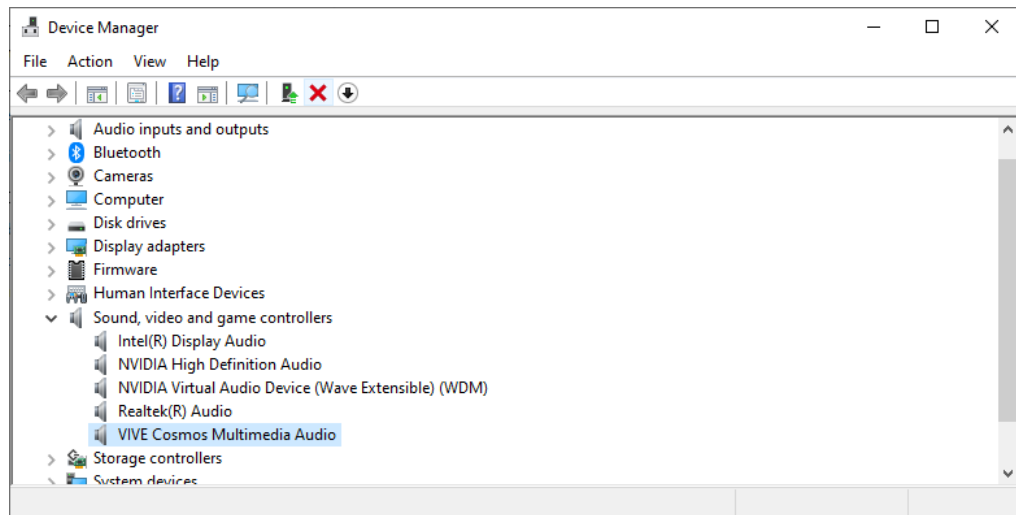 Device Manager
File Action View Help
Audio inputs and outputs
Bluetooth
Cameras
Computer
Disk drives
Display adapters
Firmware
Human Interface Devices
Sound, video and game controllers
Intel(R) Display Audio
NVIDIA High Definition Audio
NVIDIA Virtual Audio Device (Wave Extensible) (WDM)
Realtek(R) Audio
VIVE Cosmos Multimedia Audio
Storage controllers
System devices